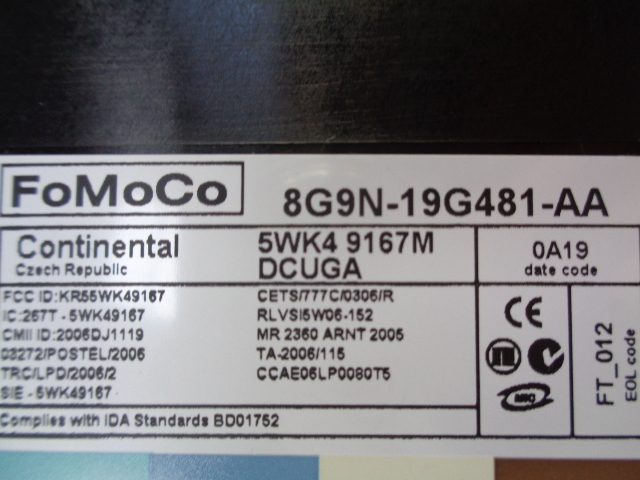 FoMoCo
8G9N-19G481-AA
Continental
Czech Republic
5WK4 9167M
DCUGA
0A19
date code
FCC ID:KR55WK49167
IC:267T - 5WK49167
CMII ID:2006DJ1119
03272/POSTEL/2006
TRC/LPD/2006/2
SIE - 5WK49167
CETS/777C/0306/R
RLVSI5W06-152
MR 2360 ARNT 2005
TA-2006/115
CCAE06LP0080T5
CE
FT_012
EOL code
Complies with IDA Standards BD01752